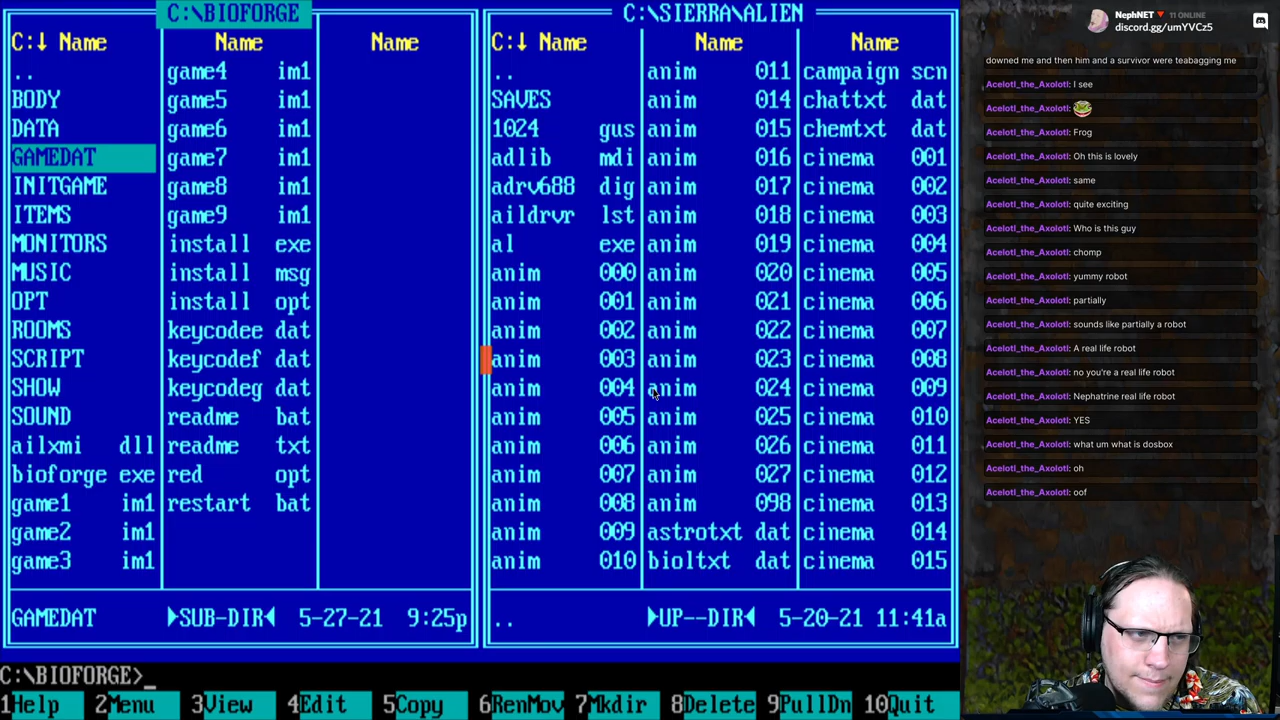 C:\BIOFORGE
C:↓ Name Name Name
.. game4 im1
BODY game5 im1
DATA game6 im1
GAMEDAT game7 im1
INITGAME game8 im1
ITEMS game9 im1
MONITORS install exe
MUSIC install msg
OPT install opt
ROOMS keycodee dat
SCRIPT keycodef dat
SHOW keycodeg dat
SOUND readme bat
ailxmi dll readme txt
bioforge exe red opt
game1 im1 restart bat
game2 im1
game3 im1
GAMEDAT ►SUB-DIR◄ 5-27-21 9:25p
C:\SIERRA\ALIEN
C:↓ Name Name Name
.. anim 011 campaign scn
SAVES anim 014 chattxt dat
1024 gus anim 015 chemtxt dat
adlib mdi anim 016 cinema 001
adrv688 dig anim 017 cinema 002
aildrvr lst anim 018 cinema 003
al exe anim 019 cinema 004
anim 000 anim 020 cinema 005
anim 001 anim 021 cinema 006
anim 002 anim 022 cinema 007
anim 003 anim 023 cinema 008
anim 004 anim 024 cinema 009
anim 005 anim 025 cinema 010
anim 006 anim 026 cinema 011
anim 007 anim 027 cinema 012
anim 008 anim 098 cinema 013
anim 009 astrotxt dat cinema 014
anim 010 bioltxt dat cinema 015
.. ►UP--DIR◄ 5-20-21 11:41a
C:\BIOFORGE>_
1Help 2Menu 3View 4Edit 5Copy 6RenMov 7Mkdir 8Delete 9PullDn 10Quit
NephNET 11 ONLINE
discord.gg/umYVCz5
downed me and then him and a survivor were teabagging me
Acelotl_the_Axolotl: I see
Acelotl_the_Axolotl:
Acelotl_the_Axolotl: Frog
Acelotl_the_Axolotl: Oh this is lovely
Acelotl_the_Axolotl: same
Acelotl_the_Axolotl: quite exciting
Acelotl_the_Axolotl: Who is this guy
Acelotl_the_Axolotl: chomp
Acelotl_the_Axolotl: yummy robot
Acelotl_the_Axolotl: partially
Acelotl_the_Axolotl: sounds like partially a robot
Acelotl_the_Axolotl: A real life robot
Acelotl_the_Axolotl: no you're a real life robot
Acelotl_the_Axolotl: Nephatrine real life robot
Acelotl_the_Axolotl: YES
Acelotl_the_Axolotl: what um what is dosbox
Acelotl_the_Axolotl: oh
Acelotl_the_Axolotl: oof